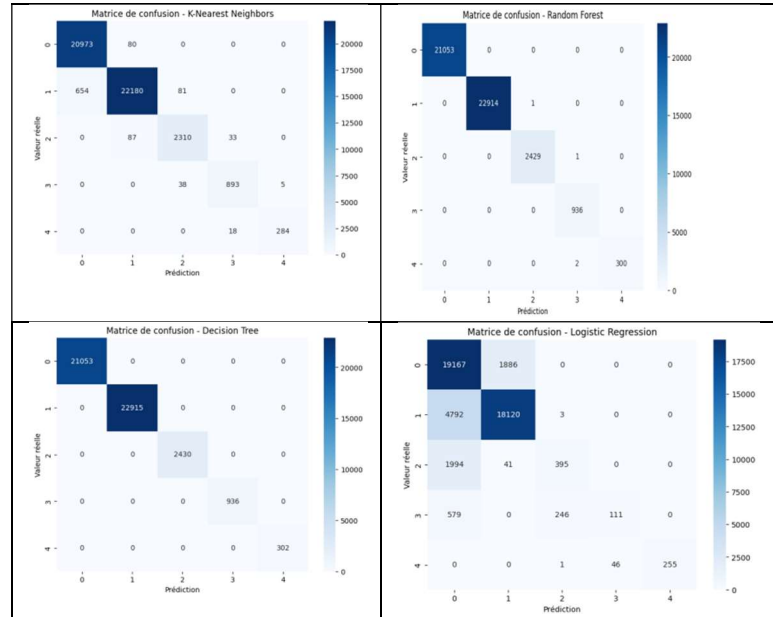 Matrice de confusion - K-Nearest Neighbors
Valeur réelle
0 20973 80 0 0 0
1 654 22180 81 0 0
2 0 87 2310 33 0
3 0 0 38 893 5
4 0 0 0 18 284
0 1 2 3 4
Prédiction
20000
17500
15000
12500
10000
7500
5000
2500
0
Matrice de confusion - Random Forest
Valeur réelle
0 21053 0 0 0 0
1 0 22914 1 0 0
2 0 0 2429 1 0
3 0 0 0 936 0
4 0 0 0 2 300
0 1 2 3 4
Prédiction
20000
15000
10000
5000
0
Matrice de confusion - Decision Tree
Valeur réelle
0 21053 0 0 0 0
1 0 22915 0 0 0
2 0 0 2430 0 0
3 0 0 0 936 0
4 0 0 0 0 302
0 1 2 3 4
Prédiction
20000
15000
10000
5000
0
Matrice de confusion - Logistic Regression
Valeur réelle
0 19167 1886 0 0 0
1 4792 18120 3 0 0
2 1994 41 395 0 0
3 579 0 246 111 0
4 0 0 1 46 255
0 1 2 3 4
Prédiction
17500
15000
12500
10000
7500
5000
2500
0